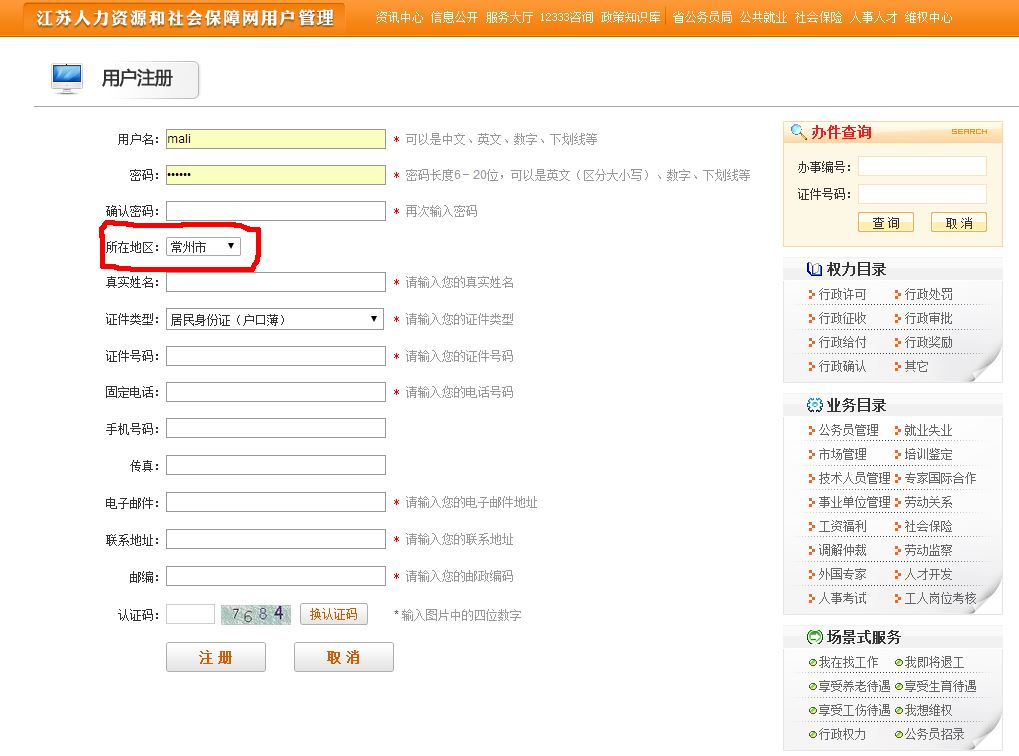 江苏人力资源和社会保障网用户管理
资讯中心 信息公开 服务大厅 12333咨询 政策知识库 省公务员局 公共就业 社会保险 人事人才 维权中心
用户注册
用户名： mali * 可以是中文、英文、数字、下划线等
密码： •••••• * 密码长度6－20位，可以是英文（区分大小写）、数字、下划线等
确认密码： * 再次输入密码
所在地区： 常州市
真实姓名： * 请输入您的真实姓名
证件类型： 居民身份证（户口薄） * 请输入您的证件类型
证件号码： * 请输入您的证件号码
固定电话： * 请输入您的电话号码
手机号码：
传真：
电子邮件： * 请输入您的电子邮件地址
联系地址： * 请输入您的联系地址
邮编： * 请输入您的邮政编码
认证码： 7684 换认证码 *输入图片中的四位数字
注 册 取 消
办件查询 SEARCH
办事编号：
证件号码：
查 询 取 消
权力目录
行政许可 行政处罚
行政征收 行政审批
行政给付 行政奖励
行政确认 其它
业务目录
公务员管理 就业失业
市场管理 培训鉴定
技术人员管理 专家国际合作
事业单位管理 劳动关系
工资福利 社会保险
调解仲裁 劳动监察
外国专家 人才开发
人事考试 工人岗位考核
场景式服务
我在找工作 我即将退工
享受养老待遇 享受生育待遇
享受工伤待遇 我想维权
行政权力 公务员招录